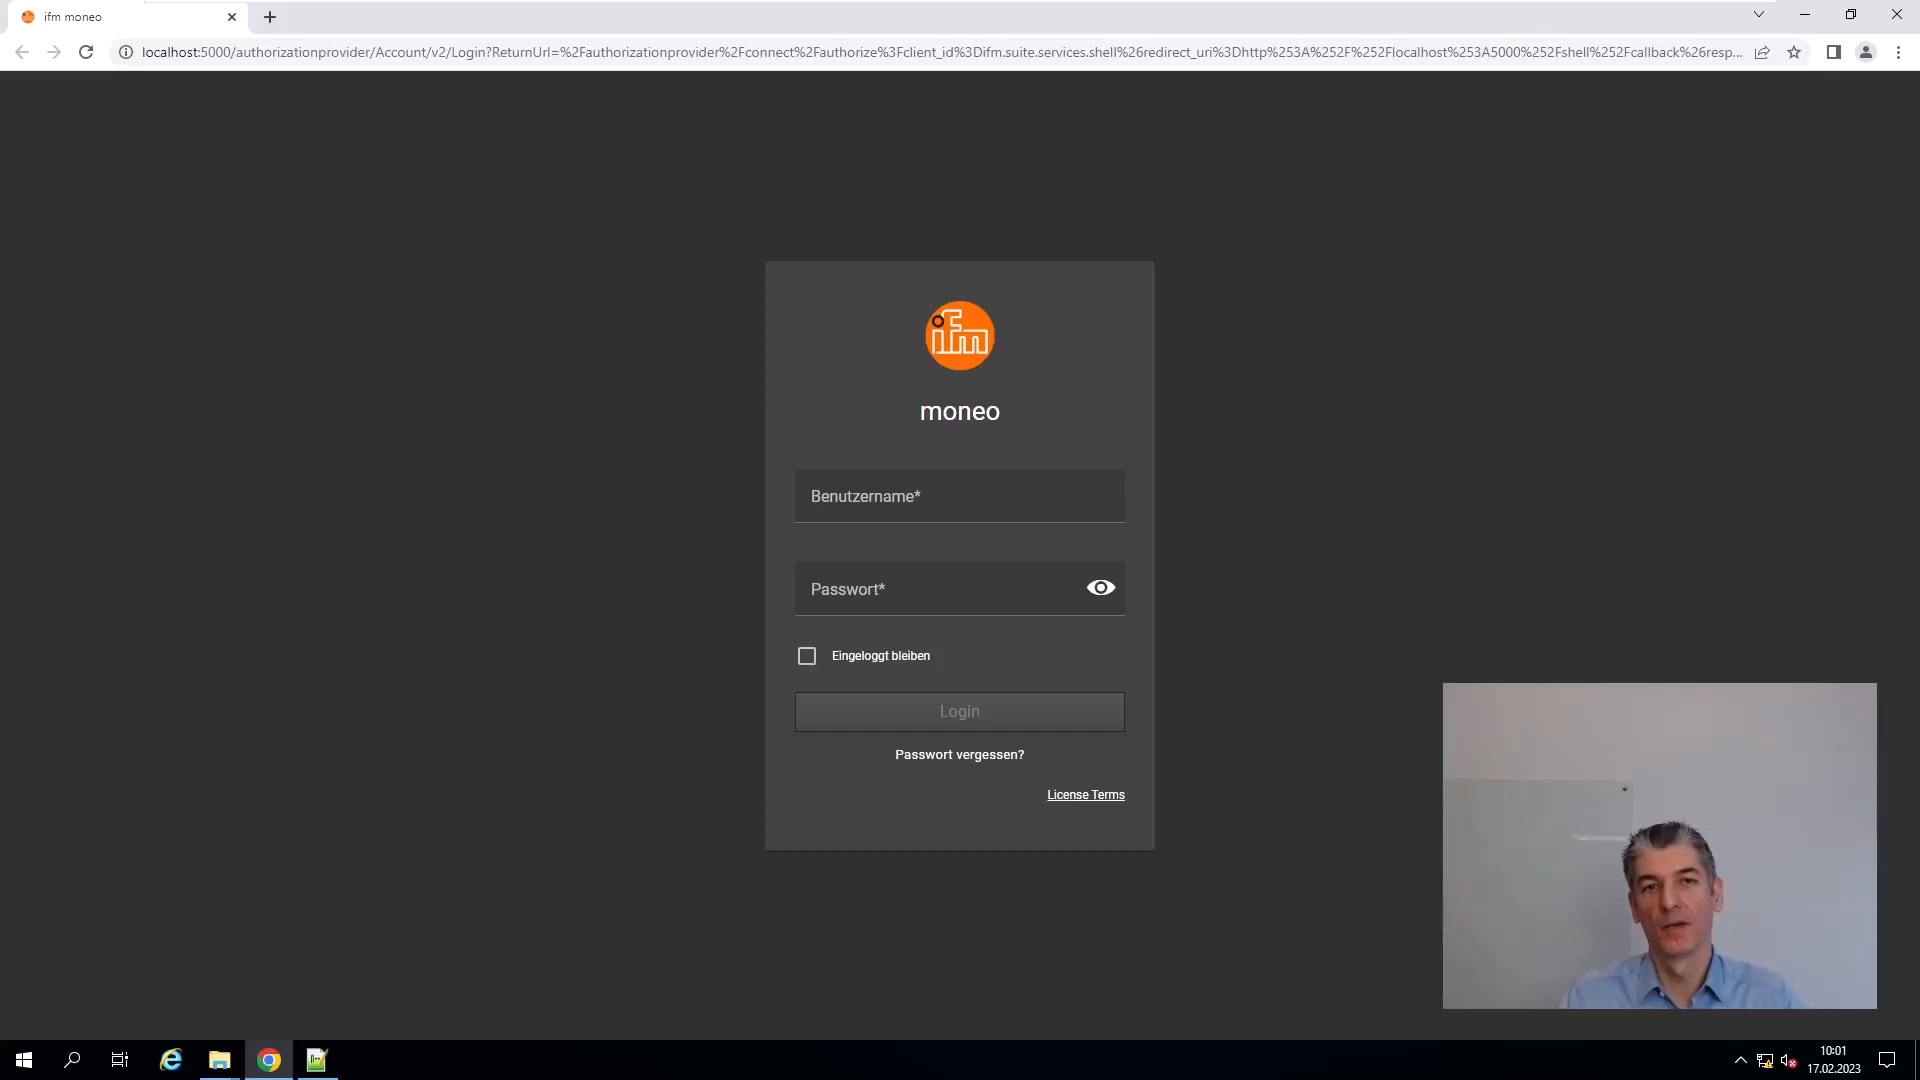 ifm moneo
localhost:5000/authorizationprovider/Account/v2/Login?ReturnUrl=%2Fauthorizationprovider%2Fconnect%2Fauthorize%3Fclient_id%3Difm.suite.services.shell%26redirect_uri%3Dhttp%253A%252F%252Flocalhost%253A5000%252Fshell%252Fcallback%26resp...
ifm
moneo
Benutzername*
Passwort*
Eingeloggt bleiben
Login
Passwort vergessen?
License Terms
10:01
17.02.2023